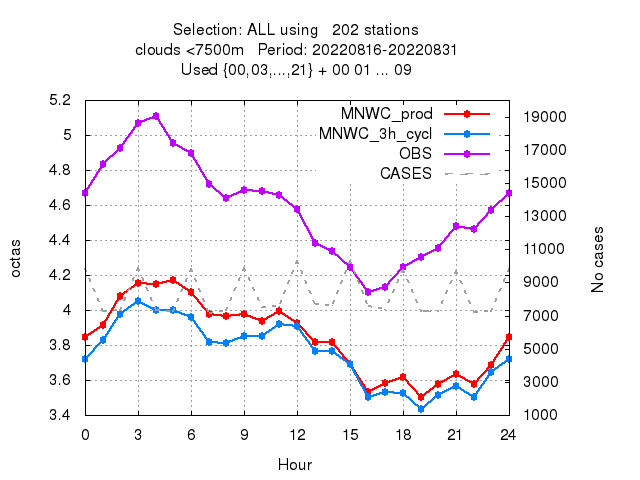 Selection: ALL using   202 stations
clouds <7500m   Period: 20220816-20220831
Used {00,03,...,21} + 00 01 ... 09
MNWC_prod
MNWC_3h_cycl
OBS
CASES
5.2
5
4.8
4.6
4.4
4.2
4
3.8
3.6
3.4
octas
19000
17000
15000
13000
11000
9000
7000
5000
3000
1000
No cases
0 3 6 9 12 15 18 21 24
Hour